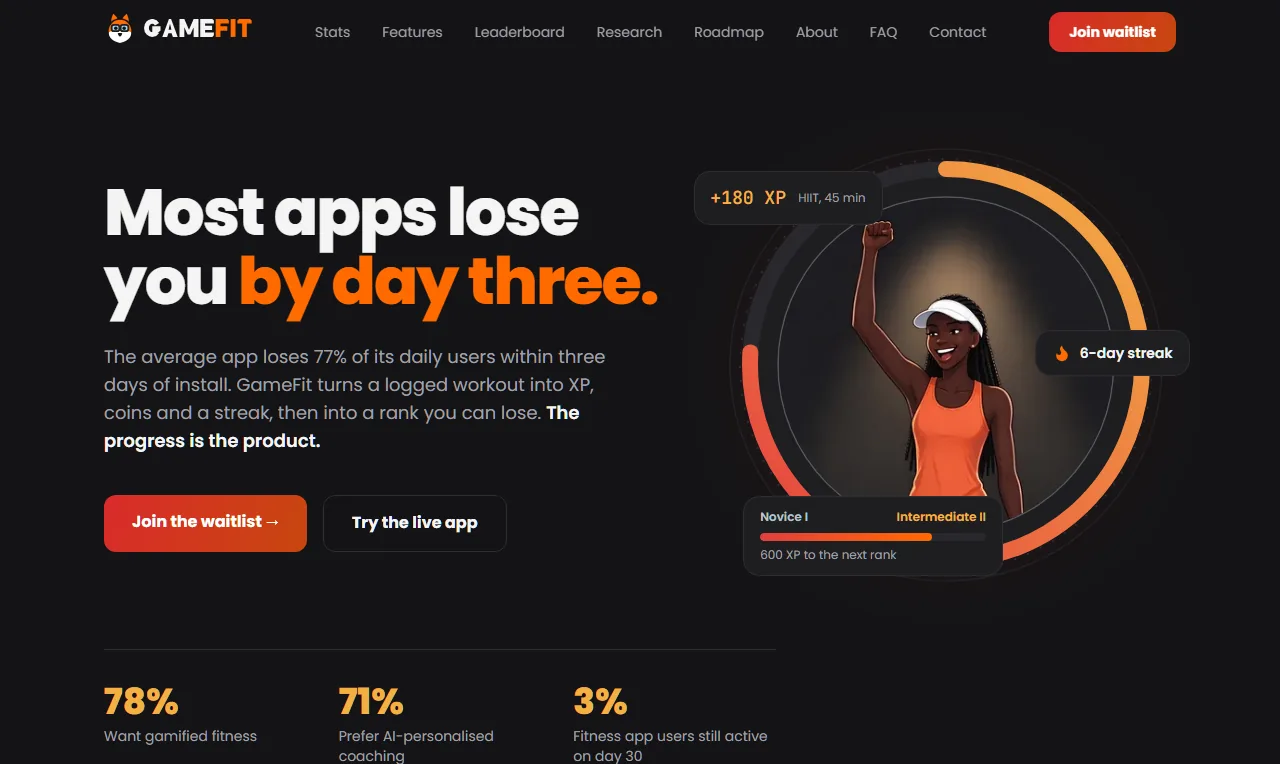 GAMEFIT
Stats
Features
Leaderboard
Research
Roadmap
About
FAQ
Contact
Join waitlist
Most apps lose
you by day three.
The average app loses 77% of its daily users within three
days of install. GameFit turns a logged workout into XP,
coins and a streak, then into a rank you can lose. The
progress is the product.
Join the waitlist →
Try the live app
+180 XP HIIT, 45 min
6-day streak
Novice I
Intermediate II
600 XP to the next rank
78%
Want gamified fitness
71%
Prefer AI-personalised
coaching
3%
Fitness app users still active
on day 30